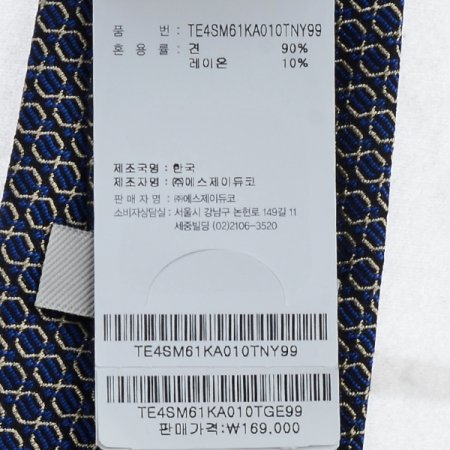 품 번 : TE4SM61KA010TNY99
혼 용 률 : 견 90%
레이온 10%
제조국명 : 한국
제조자명 : ㈜에스제이듀코
판 매 자 명 : ㈜에스제이듀코
소비자상담실 : 서울시 강남구 논현로 149길 11
세중빌딩 (02)2106-3520
TE4SM61KA010TNY99
TE4SM61KA010TGE99
판매가격:₩169,000